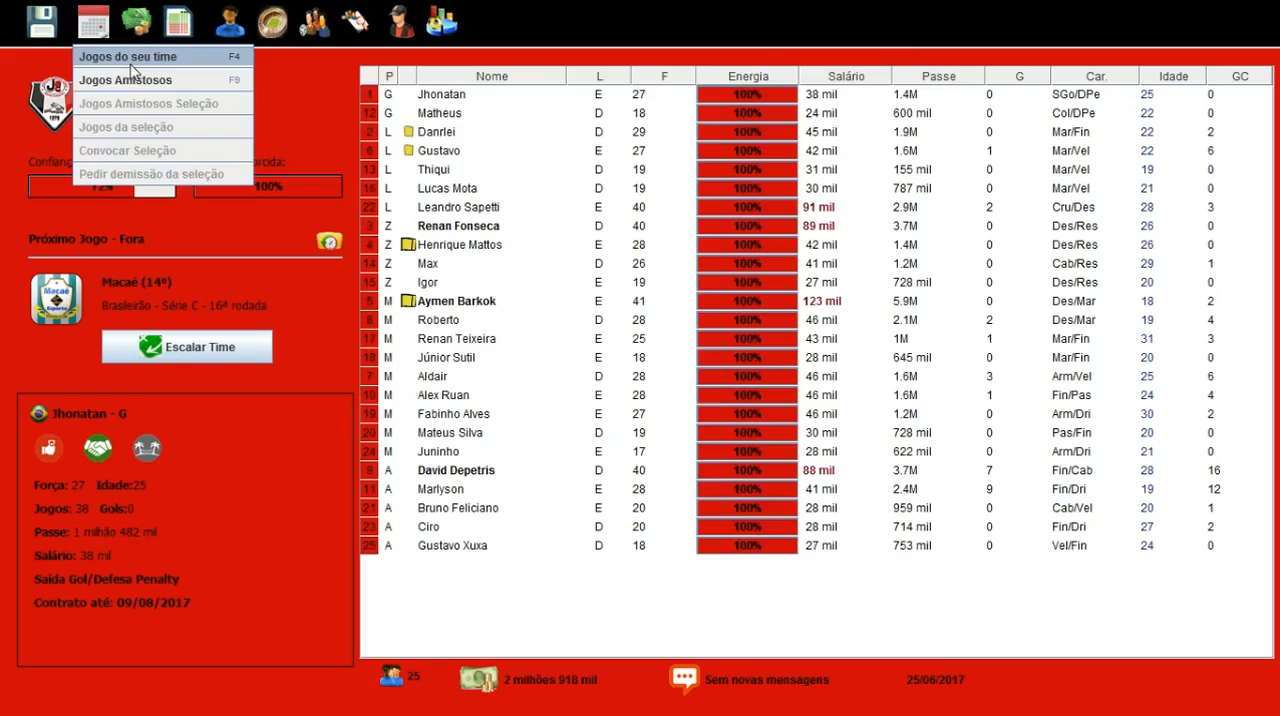 Jogos do seu time F4
Jogos Amistosos F9
Jogos Amistosos Seleção
Jogos da seleção
Convocar Seleção
Pedir demissão da seleção
Confian
orcida:
72%
100%
Próximo Jogo - Fora
Macaé (14º)
Brasileirão - Série C - 16ª rodada
Escalar Time
Jhonatan - G
Força: 27 Idade:25
Jogos: 38 Gols:0
Passe: 1 milhão 482 mil
Salário: 38 mil
Saída Gol/Defesa Penalty
Contrato até: 09/08/2017
P Nome L F Energia Salário Passe G Car. Idade GC
1 G Jhonatan E 27 100% 38 mil 1.4M 0 SGo/DPe 25 0
12 G Matheus D 18 100% 24 mil 600 mil 0 Col/DPe 22 0
2 L Danrlei D 29 100% 45 mil 1.9M 0 Mar/Fin 22 2
6 L Gustavo E 27 100% 42 mil 1.6M 1 Mar/Vel 22 6
13 L Thiqui D 19 100% 31 mil 155 mil 0 Mar/Vel 19 0
16 L Lucas Mota D 19 100% 30 mil 787 mil 0 Mar/Vel 21 0
22 L Leandro Sapetti E 40 100% 91 mil 2.9M 2 Cru/Des 28 3
3 Z Renan Fonseca D 40 100% 89 mil 3.7M 0 Des/Res 26 0
4 Z Henrique Mattos E 28 100% 42 mil 1.4M 0 Des/Res 26 0
14 Z Max D 26 100% 41 mil 1.2M 0 Cab/Res 29 1
15 Z Igor E 19 100% 27 mil 728 mil 0 Des/Res 20 0
5 M Aymen Barkok E 41 100% 123 mil 5.9M 0 Des/Mar 18 2
8 M Roberto D 28 100% 46 mil 2.1M 2 Des/Mar 19 4
17 M Renan Teixeira E 25 100% 43 mil 1M 1 Mar/Fin 31 3
18 M Júnior Sutil E 18 100% 28 mil 645 mil 0 Mar/Fin 20 0
7 M Aldair D 28 100% 46 mil 1.6M 3 Arm/Vel 25 6
10 M Alex Ruan E 28 100% 46 mil 1.6M 1 Fin/Pas 24 4
19 M Fabinho Alves E 27 100% 46 mil 1.2M 0 Arm/Dri 30 2
20 M Mateus Silva D 19 100% 30 mil 728 mil 0 Pas/Fin 20 0
24 M Juninho E 17 100% 28 mil 622 mil 0 Arm/Dri 21 0
9 A David Depetris D 40 100% 88 mil 3.7M 7 Fin/Cab 28 16
11 A Marlyson E 28 100% 41 mil 2.4M 9 Fin/Dri 19 12
21 A Bruno Feliciano E 20 100% 28 mil 959 mil 0 Cab/Vel 20 1
23 A Ciro D 20 100% 28 mil 714 mil 0 Fin/Dri 27 2
25 A Gustavo Xuxa D 18 100% 27 mil 753 mil 0 Vel/Fin 24 0
25
2 milhões 918 mil
Sem novas mensagens
25/06/2017